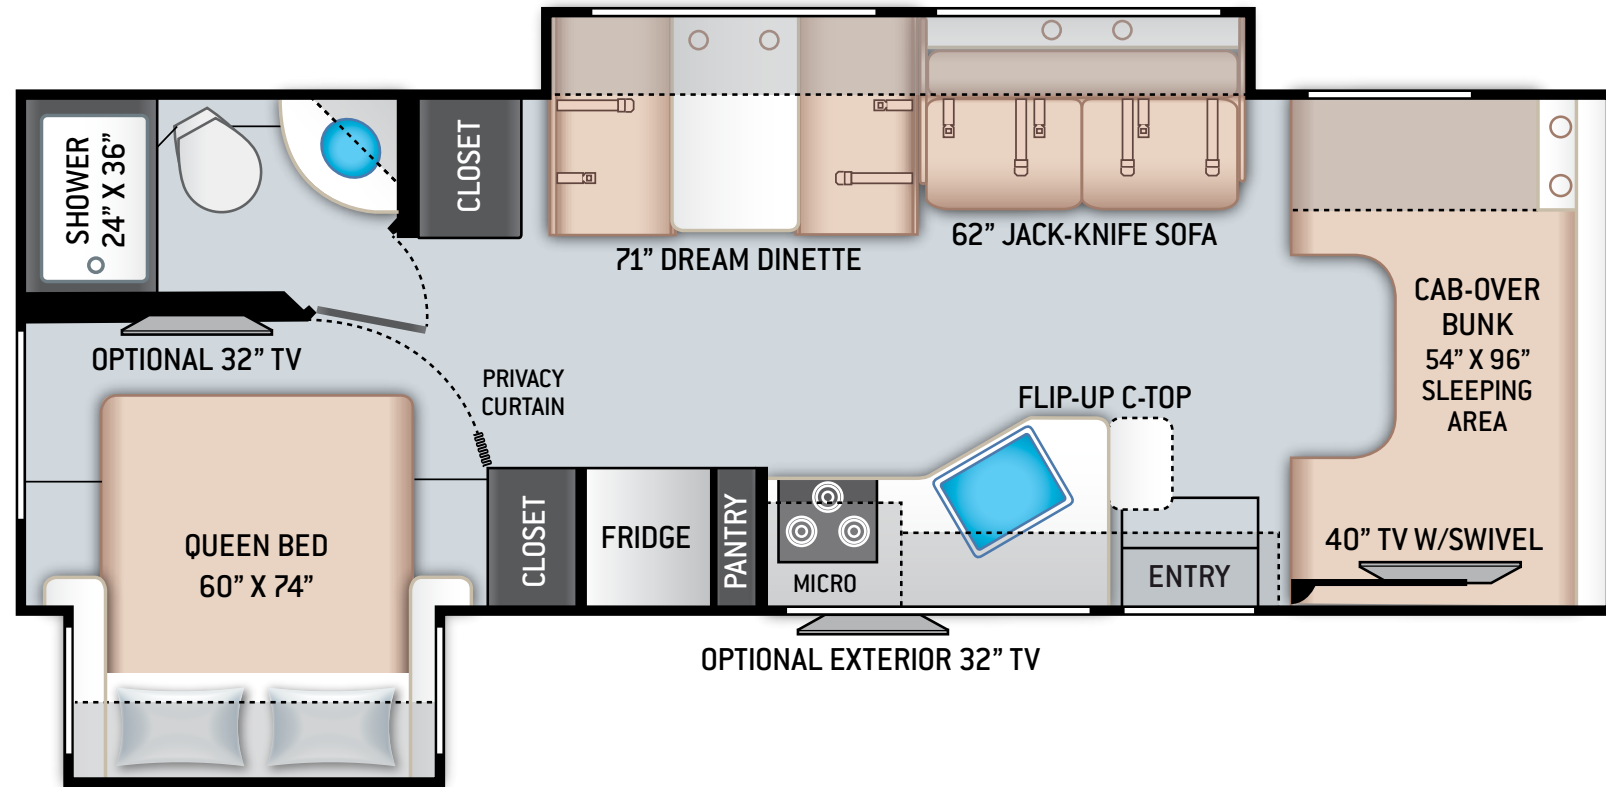 SHOWER
24” X 36”
CLOSET
71” DREAM DINETTE
62” JACK-KNIFE SOFA
CAB-OVER
BUNK
54” X 96”
SLEEPING
AREA
OPTIONAL 32” TV
PRIVACY
CURTAIN
FLIP-UP C-TOP
QUEEN BED
60” X 74”
CLOSET
FRIDGE
PANTRY
MICRO
ENTRY
40” TV W/SWIVEL
OPTIONAL EXTERIOR 32” TV